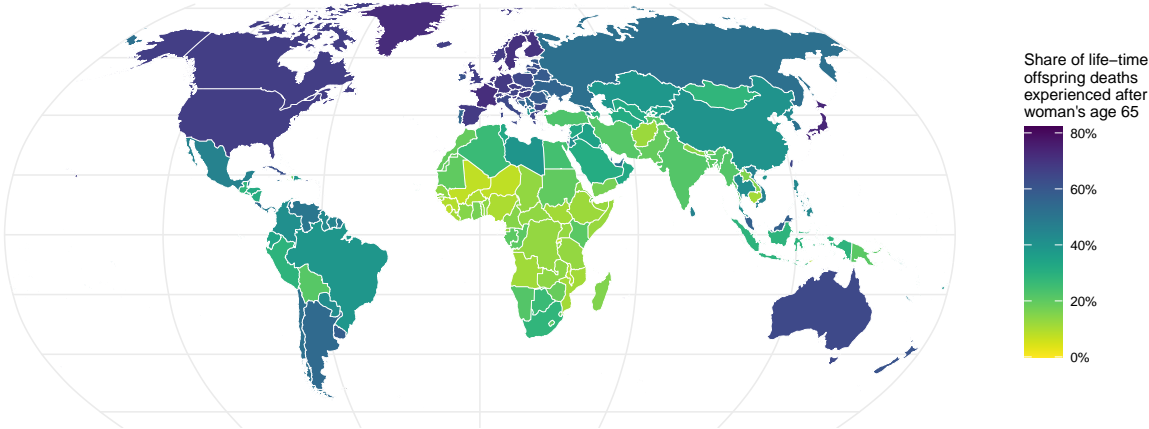 Share of life−time
offspring deaths
experienced after
woman's age 65
80%
60%
40%
20%
0%